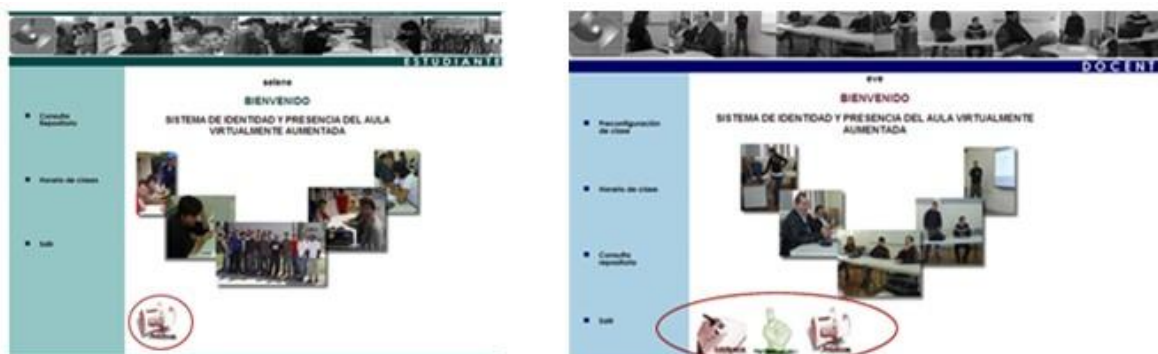 ESTUDIANTE
selene
BIENVENIDO
SISTEMA DE IDENTIDAD Y PRESENCIA DEL AULA
VIRTUALMENTE AUMENTADA
Consulta
Repositorio
Horario de clases
Salir
DOCENT
eve
BIENVENIDO
SISTEMA DE IDENTIDAD Y PRESENCIA DEL AULA VIRTUALMENTE
AUMENTADA
Preconfiguración
de clase
Horario de clase
Consulta
repositorio
Salir